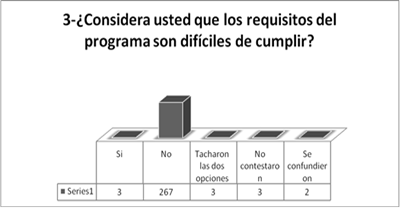 3-¿Considera usted que los requisitos del
programa son difíciles de cumplir?
Si
No
Tacharon
las dos
opciones
No
contestaro
n
Se
confundier
on
Series1
3
267
3
3
2